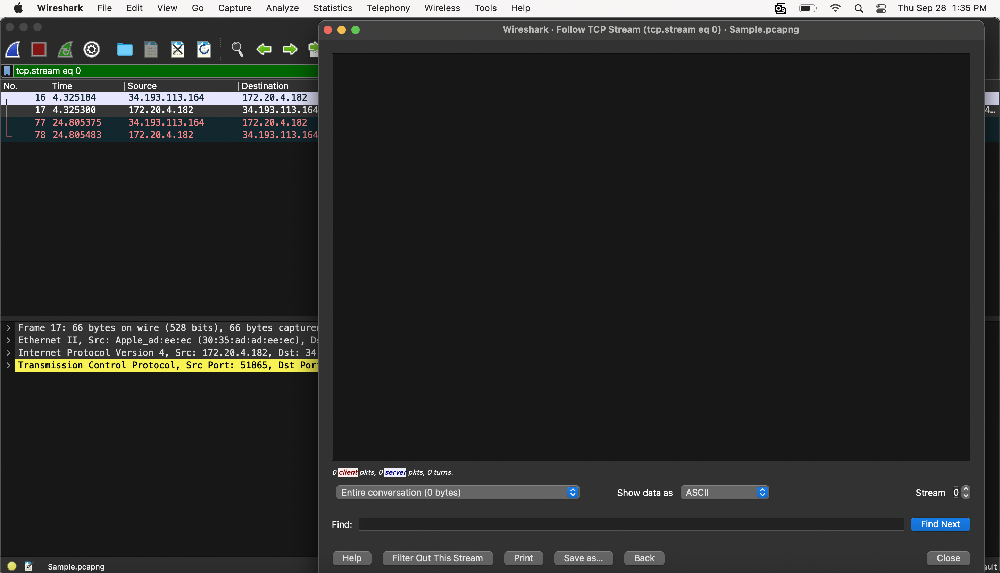 Wireshark File Edit View Go Capture Analyze Statistics Telephony Wireless Tools Help Thu Sep 28 1:35 PM
Wireshark · Follow TCP Stream (tcp.stream eq 0) · Sample.pcapng
tcp.stream eq 0
No. Time Source Destination
16 4.325184 34.193.113.164 172.20.4.182
17 4.325300 172.20.4.182 34.193.113.164 4…
77 24.805375 34.193.113.164 172.20.4.182
78 24.805483 172.20.4.182 34.193.113.164
Frame 17: 66 bytes on wire (528 bits), 66 bytes captured
Ethernet II, Src: Apple_ad:ee:ec (30:35:ad:ad:ee:ec), Ds
Internet Protocol Version 4, Src: 172.20.4.182, Dst: 34
Transmission Control Protocol, Src Port: 51865, Dst Por
0 client pkts, 0 server pkts, 0 turns.
Entire conversation (0 bytes) Show data as ASCII Stream 0
Find: Find Next
Help Filter Out This Stream Print Save as... Back Close
Sample.pcapng ault